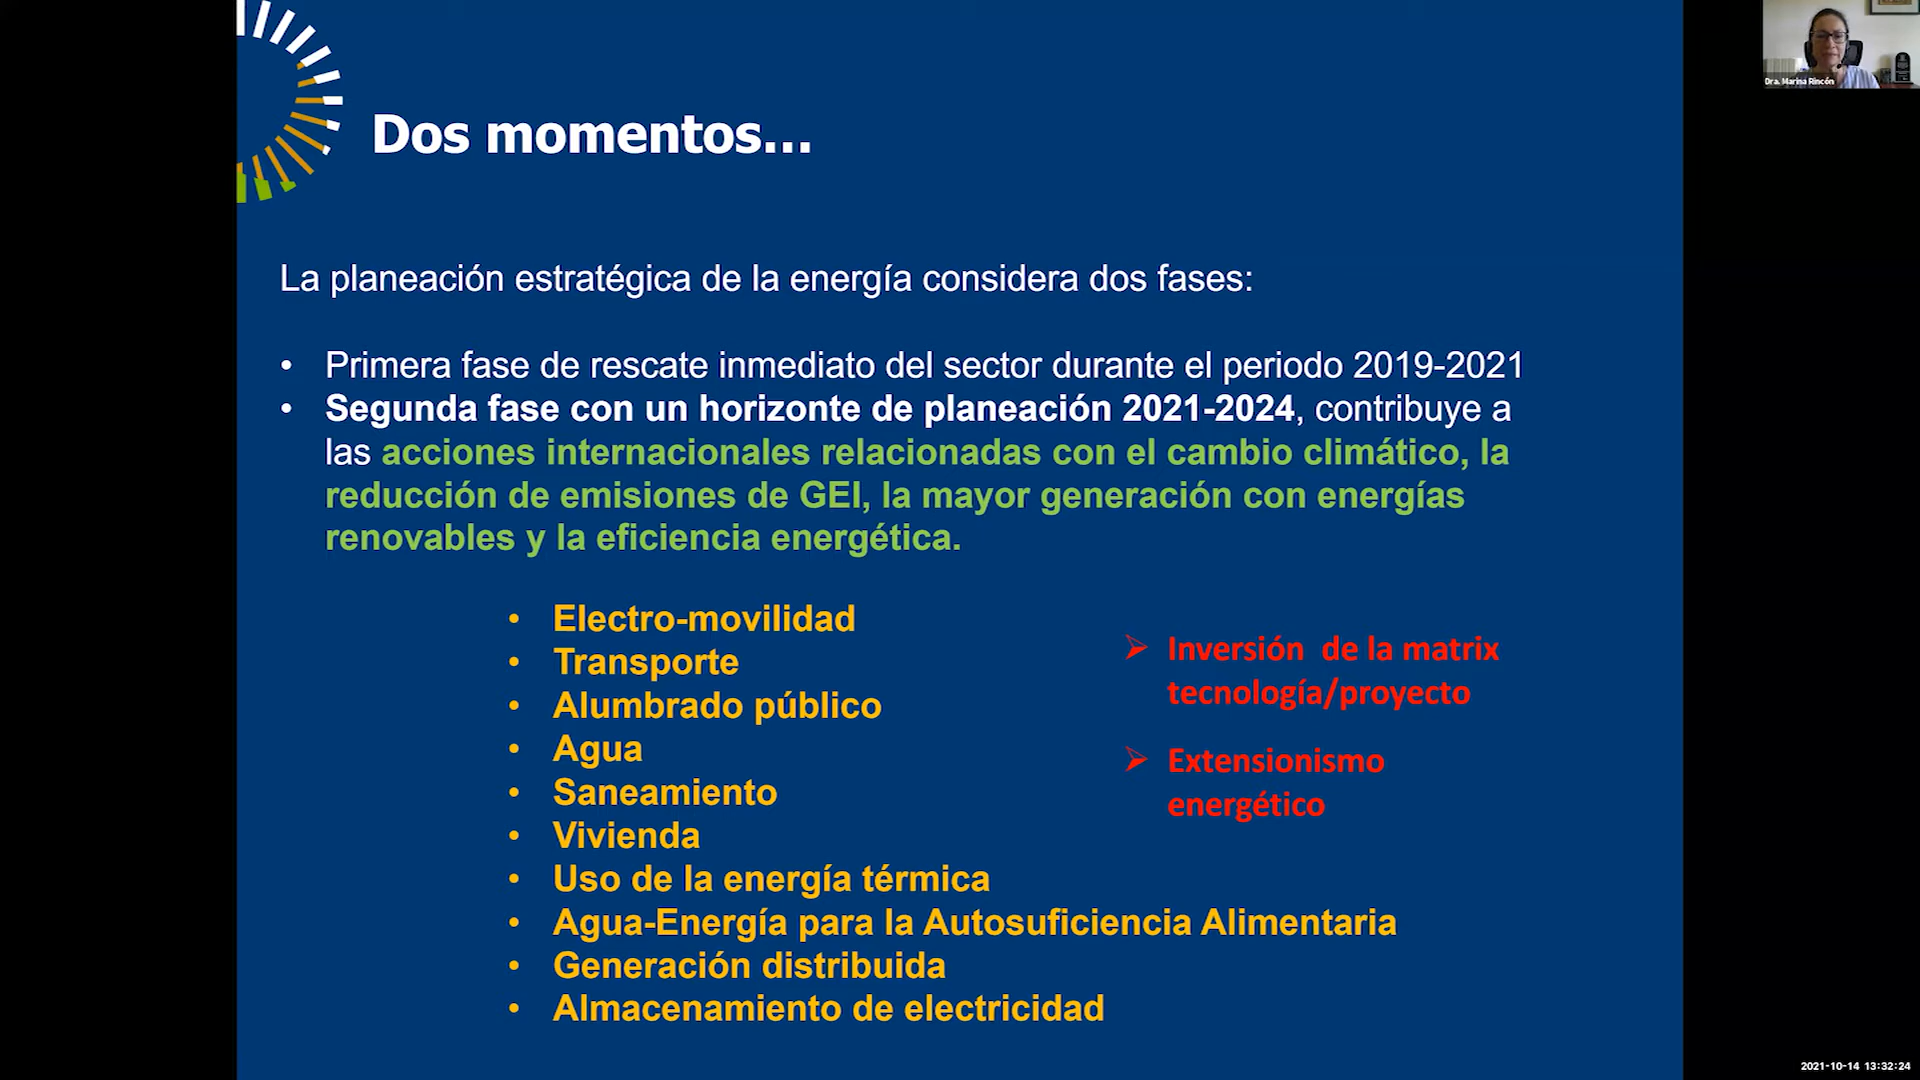 Dra. Marina Rincón
Dos momentos...
La planeación estratégica de la energía considera dos fases:
• Primera fase de rescate inmediato del sector durante el periodo 2019-2021
• Segunda fase con un horizonte de planeación 2021-2024, contribuye a
las acciones internacionales relacionadas con el cambio climático, la
reducción de emisiones de GEI, la mayor generación con energías
renovables y la eficiencia energética.
• Electro-movilidad
• Transporte
• Alumbrado público
• Agua
• Saneamiento
• Vivienda
• Uso de la energía térmica
• Agua-Energía para la Autosuficiencia Alimentaria
• Generación distribuida
• Almacenamiento de electricidad
➢ Inversión de la matrix
tecnología/proyecto
➢ Extensionismo
energético
2021-10-14 13:32:24